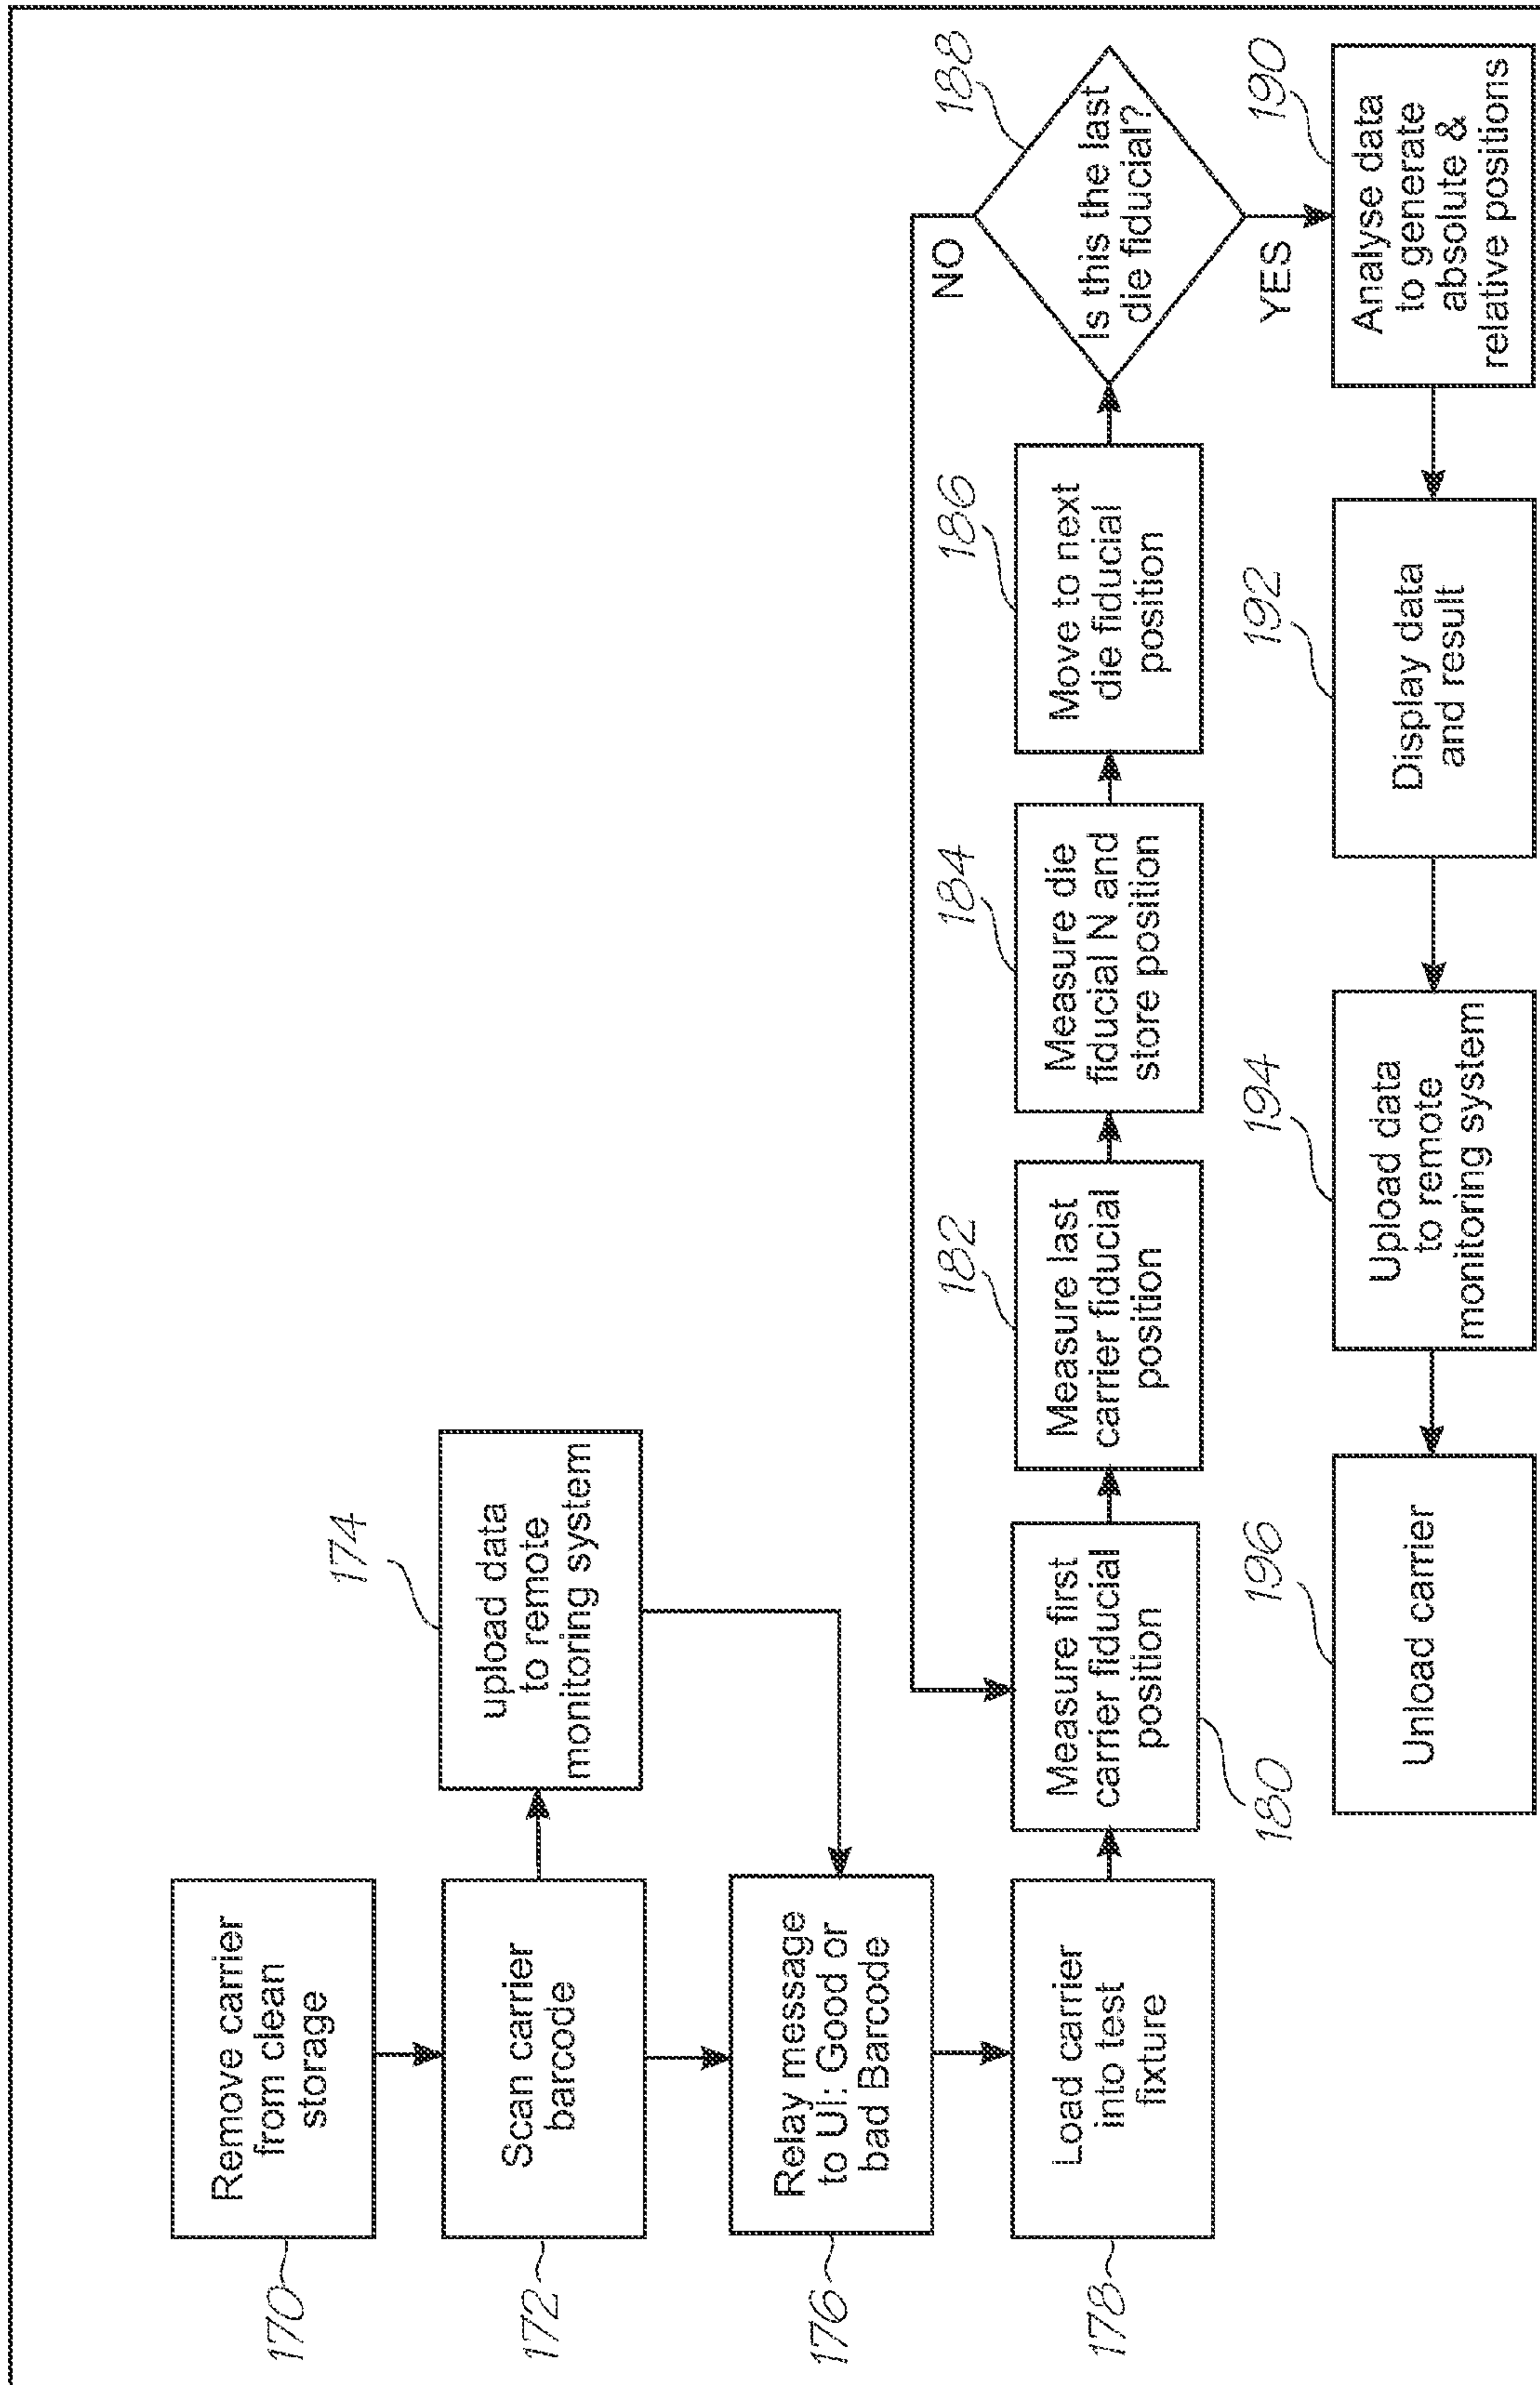 170
Remove carrier
from clean
storage
172
Scan carrier
barcode
174
upload data
to remote
monitoring system
176
Relay message
to UI: Good or
bad Barcode
178
Load carrier
into test
fixture
180
Measure first
carrier fiducial
position
182
Measure last
carrier fiducial
position
184
Measure die
fiducial N and
store position
186
Move to next
die fiducial
position
188
Is this the last
die fiducial?
NO
YES
190
Analyse data
to generate
absolute &
relative positions
192
Display data
and result
194
Upload data
to remote
monitoring system
196
Unload carrier